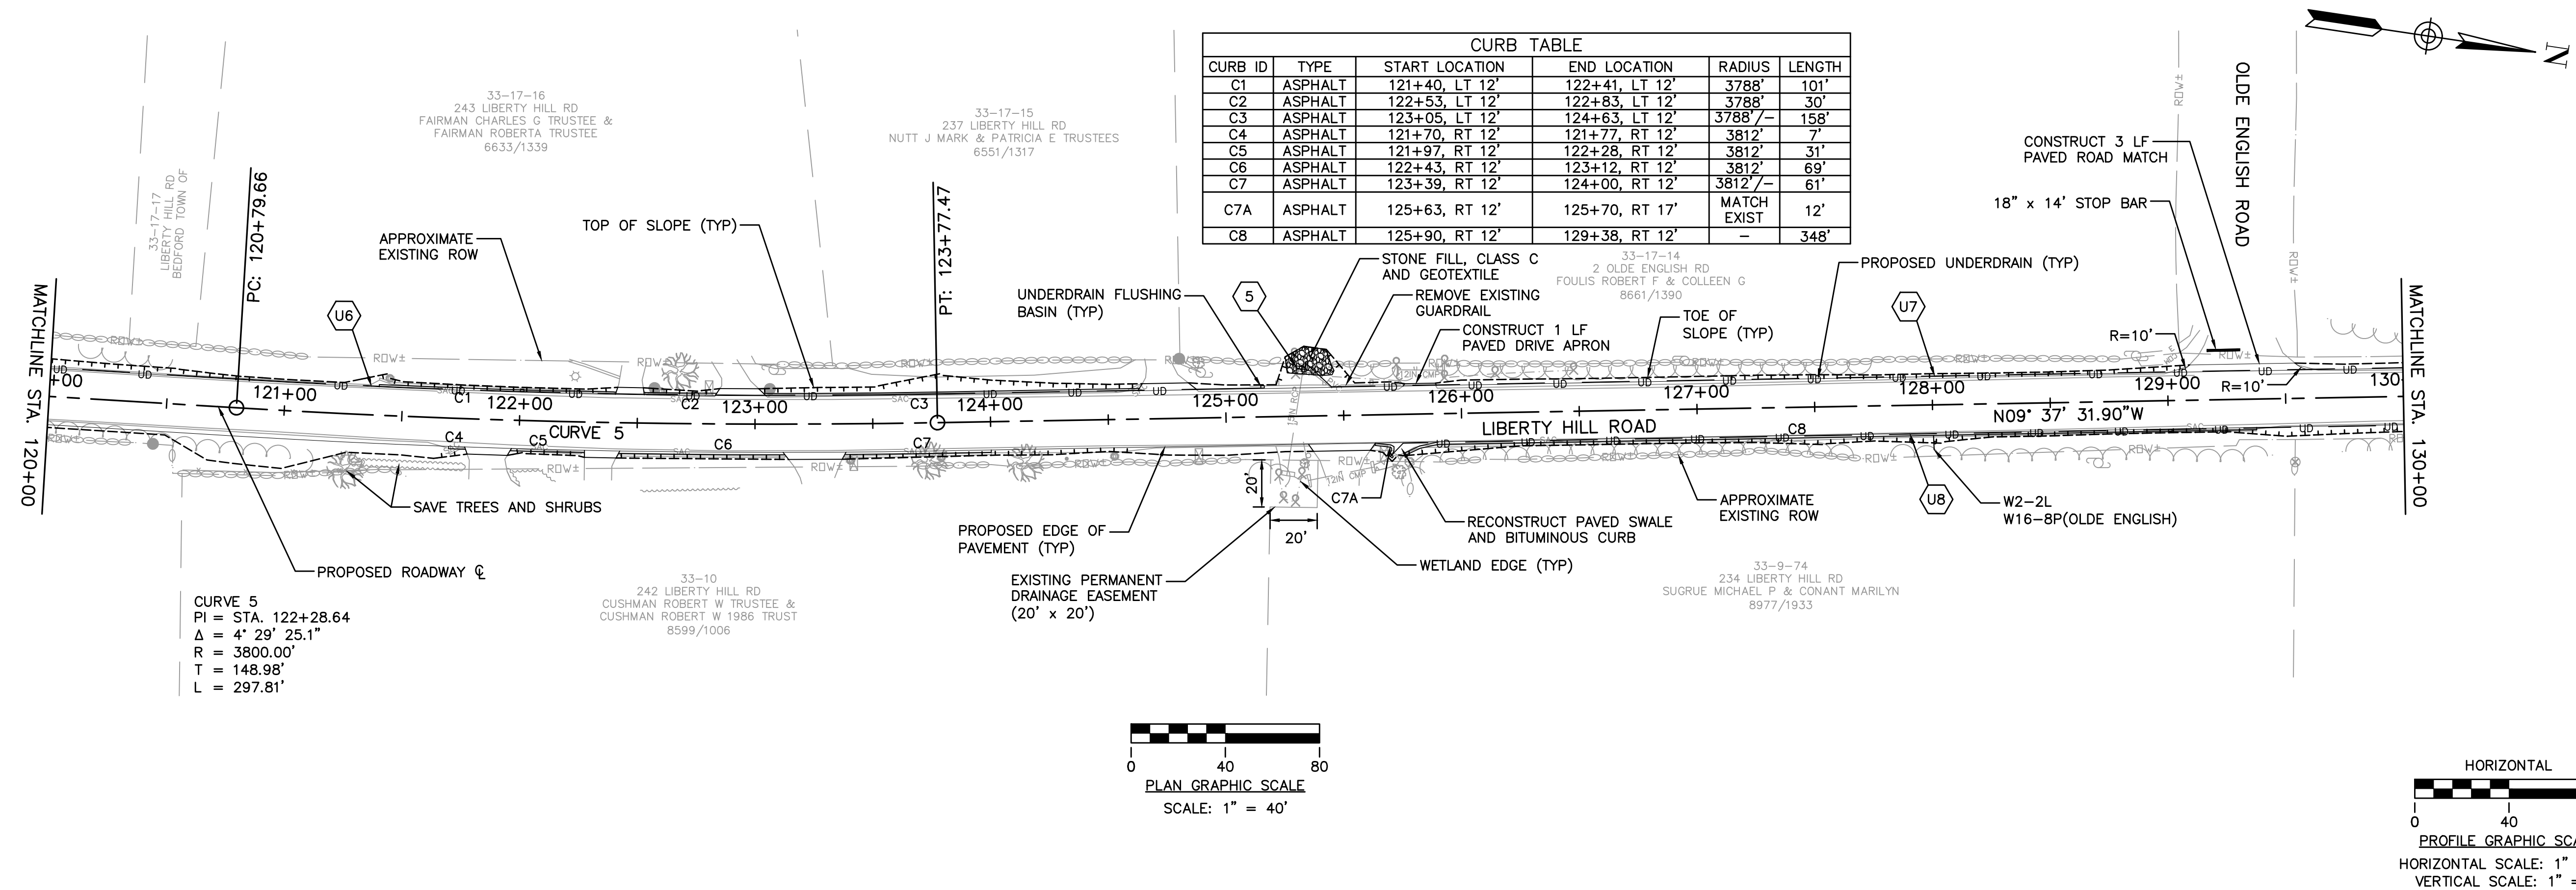 CURB TABLE
CURB ID TYPE START LOCATION END LOCATION RADIUS LENGTH
C1 ASPHALT 121+40, LT 12' 122+41, LT 12' 3788' 101'
C2 ASPHALT 122+53, LT 12' 122+83, LT 12' 3788' 30'
C3 ASPHALT 123+05, LT 12' 124+63, LT 12' 3788'/- 158'
C4 ASPHALT 121+70, RT 12' 121+77, RT 12' 3812' 7'
C5 ASPHALT 121+97, RT 12' 122+28, RT 12' 3812' 31'
C6 ASPHALT 122+43, RT 12' 123+12, RT 12' 3812' 69'
C7 ASPHALT 123+39, RT 12' 124+00, RT 12' 3812'/- 61'
C7A ASPHALT 125+63, RT 12' 125+70, RT 17' MATCH EXIST 12'
C8 ASPHALT 125+90, RT 12' 129+38, RT 12' - 348'
N
33-17-17
LIBERTY HILL RD
BEDFORD TOWN OF
33-17-16
243 LIBERTY HILL RD
FAIRMAN CHARLES G TRUSTEE &
FAIRMAN ROBERTA TRUSTEE
6633/1339
33-17-15
237 LIBERTY HILL RD
NUTT J MARK & PATRICIA E TRUSTEES
6551/1317
33-17-14
2 OLDE ENGLISH RD
FOULIS ROBERT F & COLLEEN G
8661/1390
OLDE ENGLISH ROAD
ROW±
ROW±
CONSTRUCT 3 LF
PAVED ROAD MATCH
18" x 14' STOP BAR
MATCHLINE STA. 120+00
PC: 120+79.66
U6
APPROXIMATE
EXISTING ROW
TOP OF SLOPE (TYP)
PT: 123+77.47
UNDERDRAIN FLUSHING
BASIN (TYP)
5
STONE FILL, CLASS C
AND GEOTEXTILE
REMOVE EXISTING
GUARDRAIL
CONSTRUCT 1 LF
PAVED DRIVE APRON
TOE OF
SLOPE (TYP)
PROPOSED UNDERDRAIN (TYP)
U7
R=10'
R=10'
MATCHLINE STA. 130+00
+00
121+00
122+00
123+00
124+00
125+00
126+00
127+00
128+00
129+00
130
C1
C2
C3
C4
C5
C6
C7
C8
CURVE 5
LIBERTY HILL ROAD
N09° 37' 31.90"W
15IN RCP
12IN CMP
12IN CMP
SAVE TREES AND SHRUBS
PROPOSED ROADWAY ℄
PROPOSED EDGE OF
PAVEMENT (TYP)
20'
20'
EXISTING PERMANENT
DRAINAGE EASEMENT
(20' x 20')
C7A
WETLAND EDGE (TYP)
RECONSTRUCT PAVED SWALE
AND BITUMINOUS CURB
APPROXIMATE
EXISTING ROW
U8
W2-2L
W16-8P(OLDE ENGLISH)
33-10
242 LIBERTY HILL RD
CUSHMAN ROBERT W TRUSTEE &
CUSHMAN ROBERT W 1986 TRUST
8599/1006
33-9-74
234 LIBERTY HILL RD
SUGRUE MICHAEL P & CONANT MARILYN
8977/1933
CURVE 5
PI = STA. 122+28.64
Δ = 4° 29' 25.1"
R = 3800.00'
T = 148.98'
L = 297.81'
0 40 80
PLAN GRAPHIC SCALE
SCALE: 1" = 40'
HORIZONTAL
0 40
PROFILE GRAPHIC SCA
HORIZONTAL SCALE: 1"
VERTICAL SCALE: 1" =